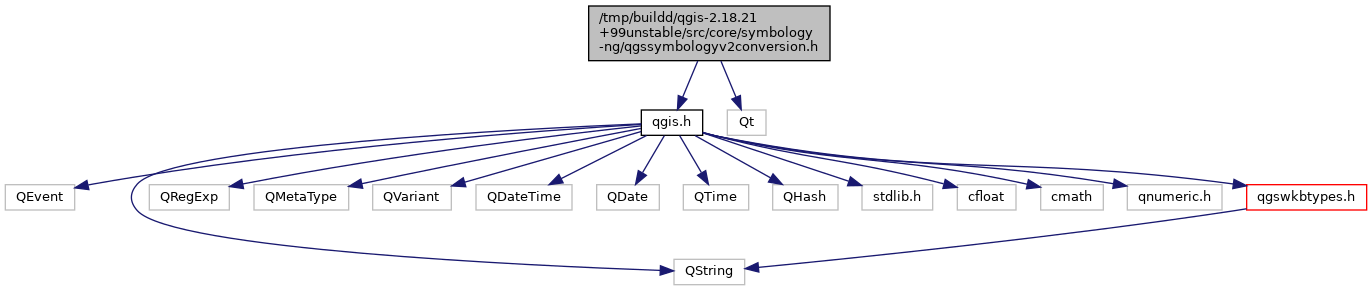 /tmp/buildd/qgis-2.18.21
+99unstable/src/core/symbology
-ng/qgssymbologyv2conversion.h
qgis.h
Qt
QEvent
QRegExp
QMetaType
QVariant
QDateTime
QDate
QTime
QHash
stdlib.h
cfloat
cmath
qnumeric.h
qgswkbtypes.h
QString